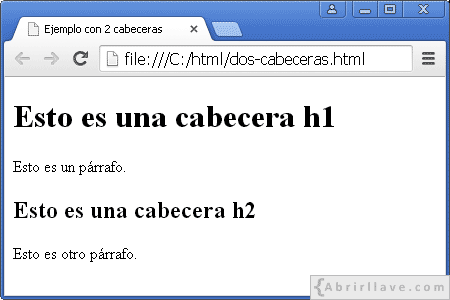 Ejemplo con 2 cabeceras
file:///C:/html/dos-cabeceras.html
Esto es una cabecera h1
Esto es un párrafo.
Esto es una cabecera h2
Esto es otro párrafo.
{Abrirllave.com